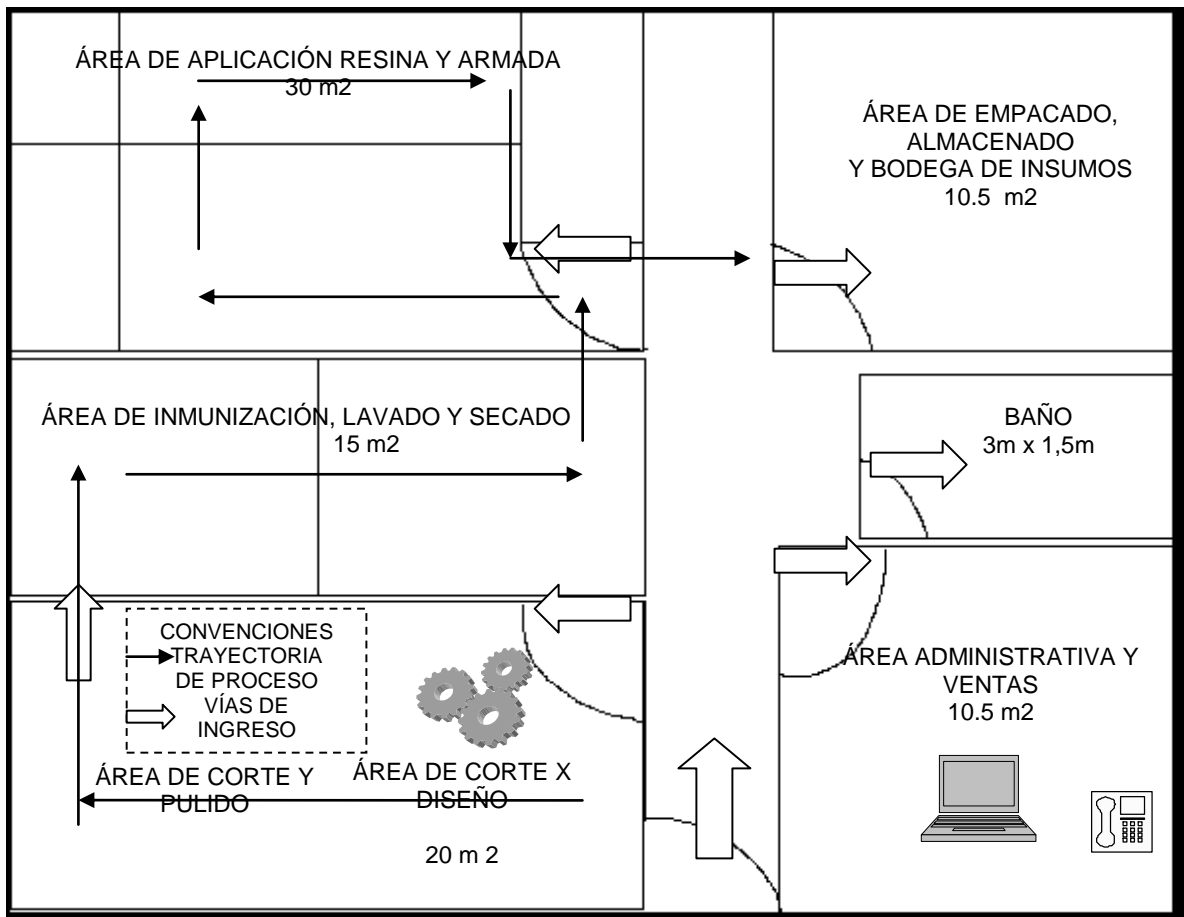 ÁREA DE APLICACIÓN RESINA Y ARMADA
30 m2
ÁREA DE EMPACADO,
ALMACENADO
Y BODEGA DE INSUMOS
10.5 m2
ÁREA DE INMUNIZACIÓN, LAVADO Y SECADO
15 m2
BAÑO
3m x 1,5m
CONVENCIONES
TRAYECTORIA
DE PROCESO
VÍAS DE
INGRESO
ÁREA DE CORTE Y
PULIDO
ÁREA DE CORTE X
DISEÑO
20 m 2
ÁREA ADMINISTRATIVA Y
VENTAS
10.5 m2